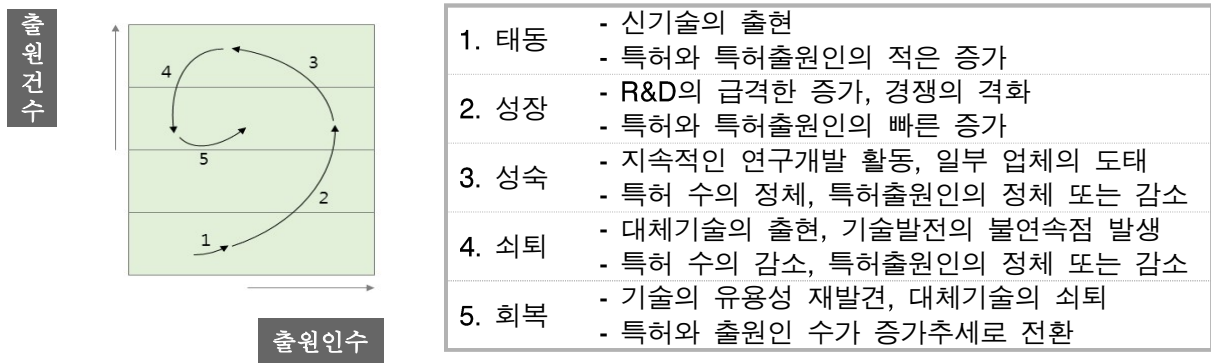 출원건수
4
3
5
2
1
출원인수
1. 태동
- 신기술의 출현
- 특허와 특허출원인의 적은 증가
2. 성장
- R&D의 급격한 증가, 경쟁의 격화
- 특허와 특허출원인의 빠른 증가
3. 성숙
- 지속적인 연구개발 활동, 일부 업체의 도태
- 특허 수의 정체, 특허출원인의 정체 또는 감소
4. 쇠퇴
- 대체기술의 출현, 기술발전의 불연속점 발생
- 특허 수의 감소, 특허출원인의 정체 또는 감소
5. 회복
- 기술의 유용성 재발견, 대체기술의 쇠퇴
- 특허와 출원인 수가 증가추세로 전환